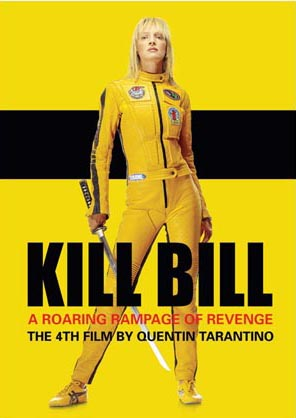 KILL BILL
A ROARING RAMPAGE OF REVENGE
THE 4TH FILM BY QUENTIN TARANTINO